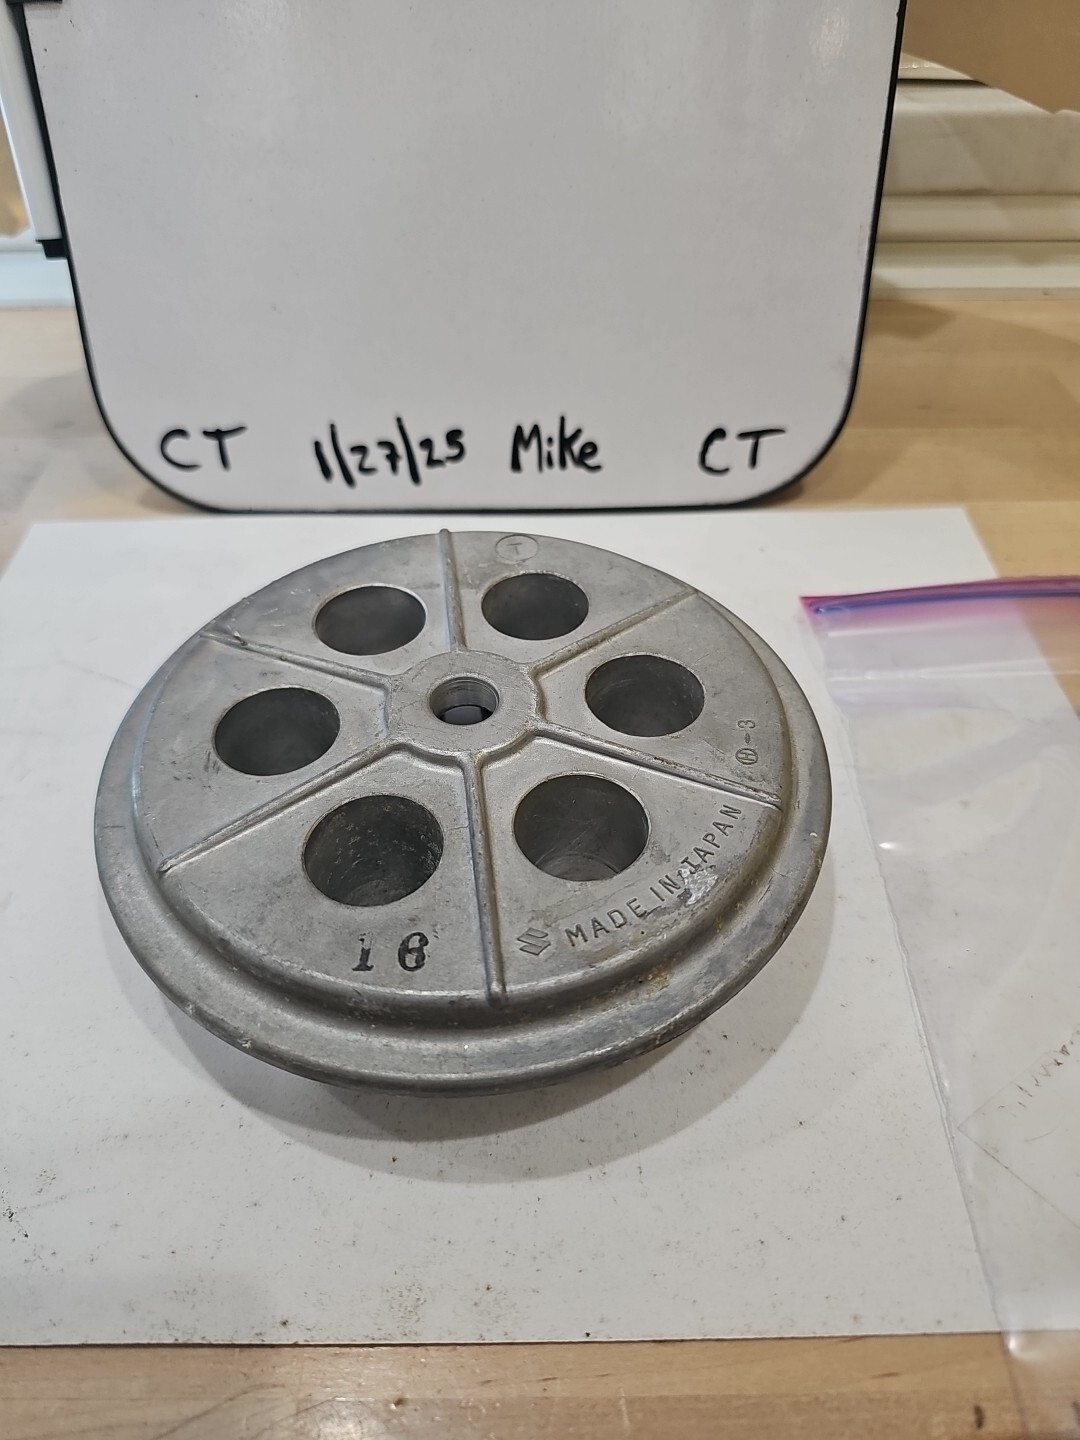 CT 1/27/25 Mike CT
T
H-3
MADE IN JAPAN
16